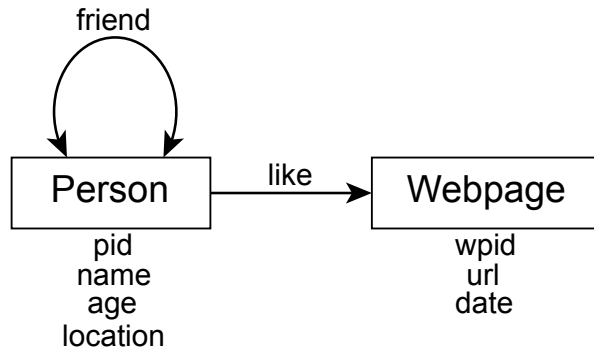 friend
Person
like
Webpage
pid
name
age
location
wpid
url
date